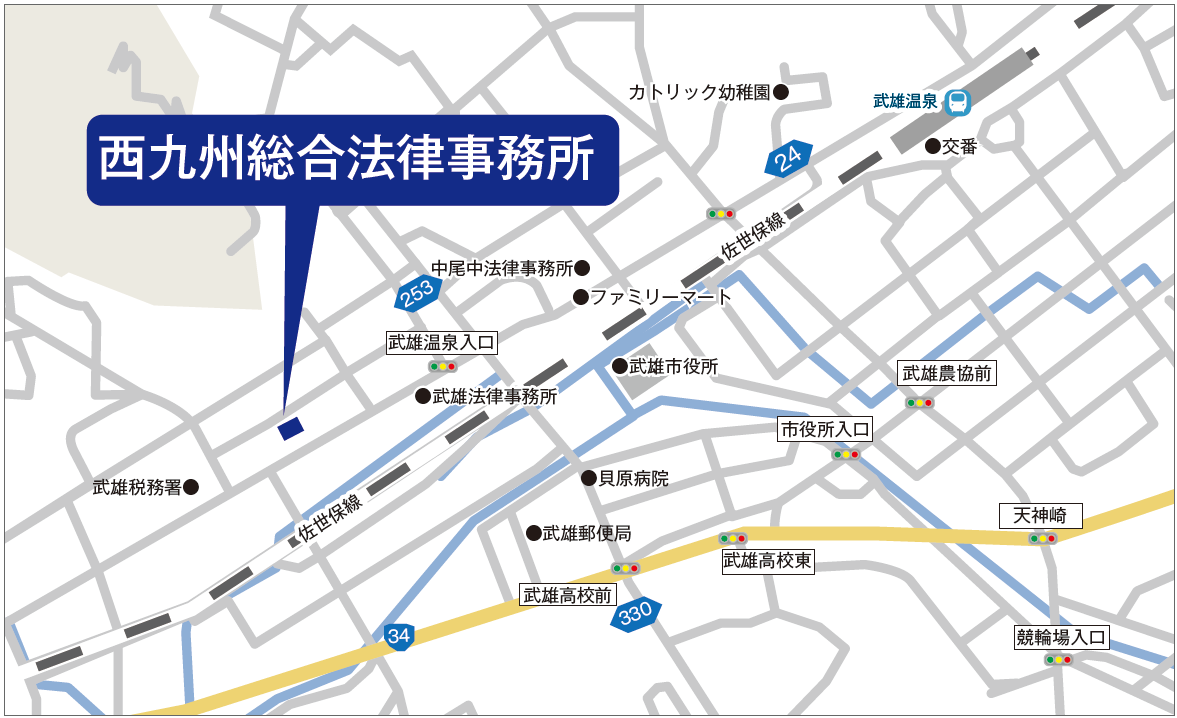 カトリック幼稚園
武雄温泉
交番
24
西九州総合法律事務所
佐世保線
中尾中法律事務所
253
ファミリーマート
武雄温泉入口
武雄市役所
武雄農協前
武雄法律事務所
市役所入口
貝原病院
武雄税務署
佐世保線
天神崎
武雄郵便局
武雄高校東
武雄高校前
330
34
競輪場入口